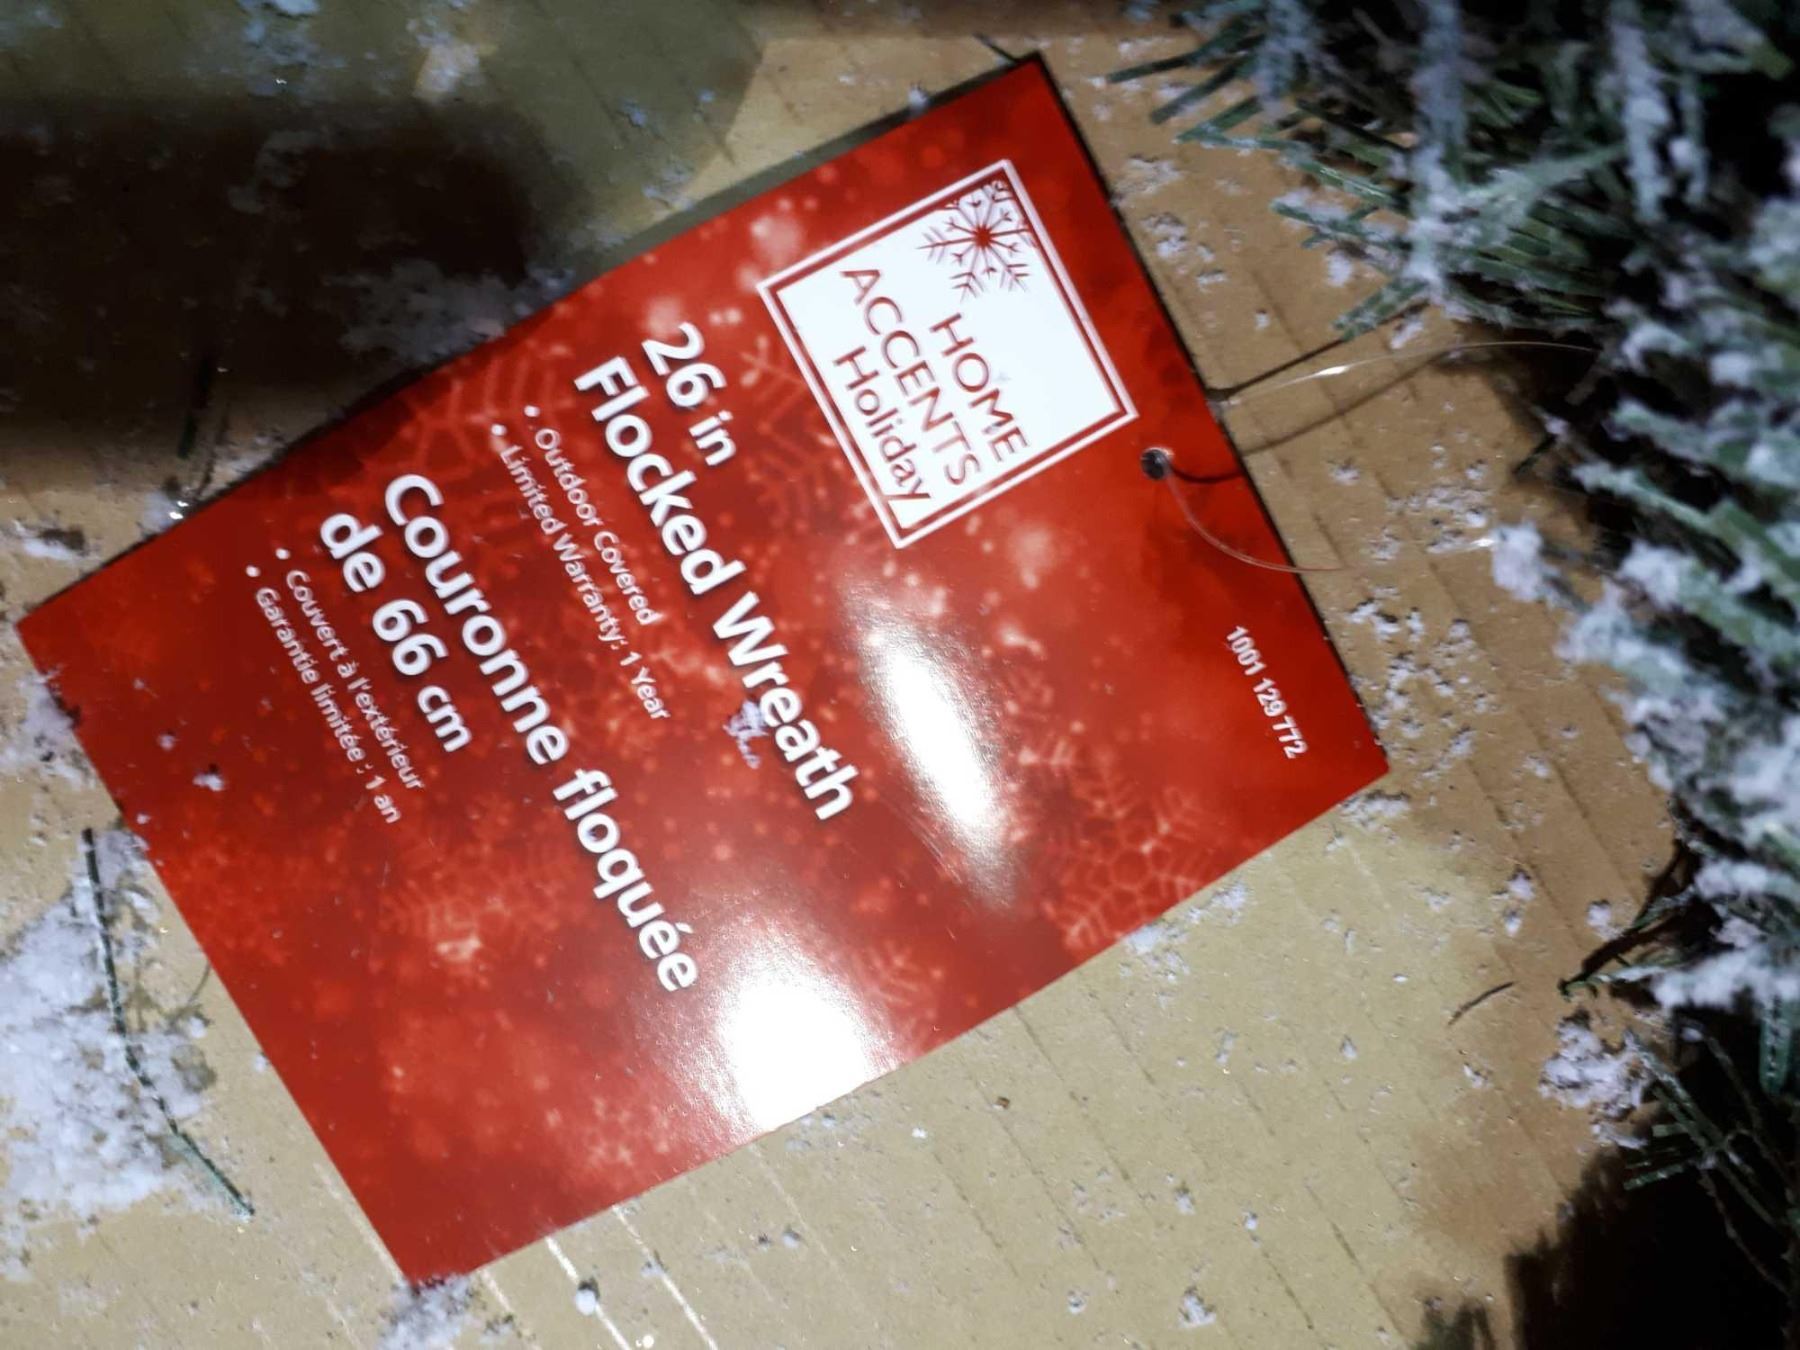 1001 129 772
HOME
ACCENTS
Holiday
26 in
Flocked Wreath
• Outdoor Covered
• Limited Warranty: 1 Year
Couronne floquée
de 66 cm
• Couvert à l'extérieur
• Garantie limitée : 1 an